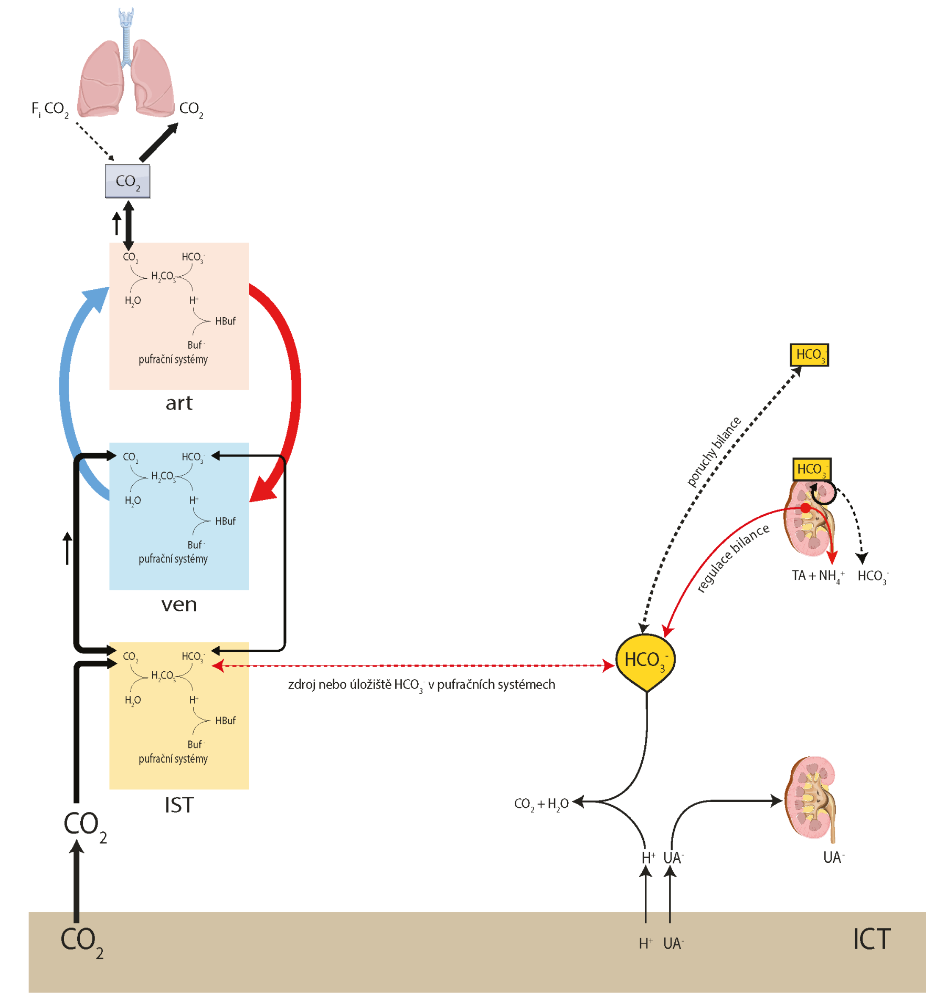 FᵢCO₂
CO₂
CO₂
CO₂
HCO₃⁻
H₂CO₃
H₂O
H⁺
HBuf
Buf⁻
pufrační systémy
art
CO₂
HCO₃⁻
H₂CO₃
H₂O
H⁺
HBuf
Buf⁻
pufrační systémy
ven
CO₂
HCO₃⁻
H₂CO₃
H₂O
H⁺
HBuf
Buf⁻
pufrační systémy
IST
CO₂
CO₂
zdroj nebo úložiště HCO₃⁻ v pufračních systémech
HCO₃⁻
poruchy bilance
HCO₃⁻
regulace bilance
TA + NH₄⁺
HCO₃⁻
HCO₃⁻
CO₂ + H₂O
H⁺
UA⁻
UA⁻
H⁺
UA⁻
ICT